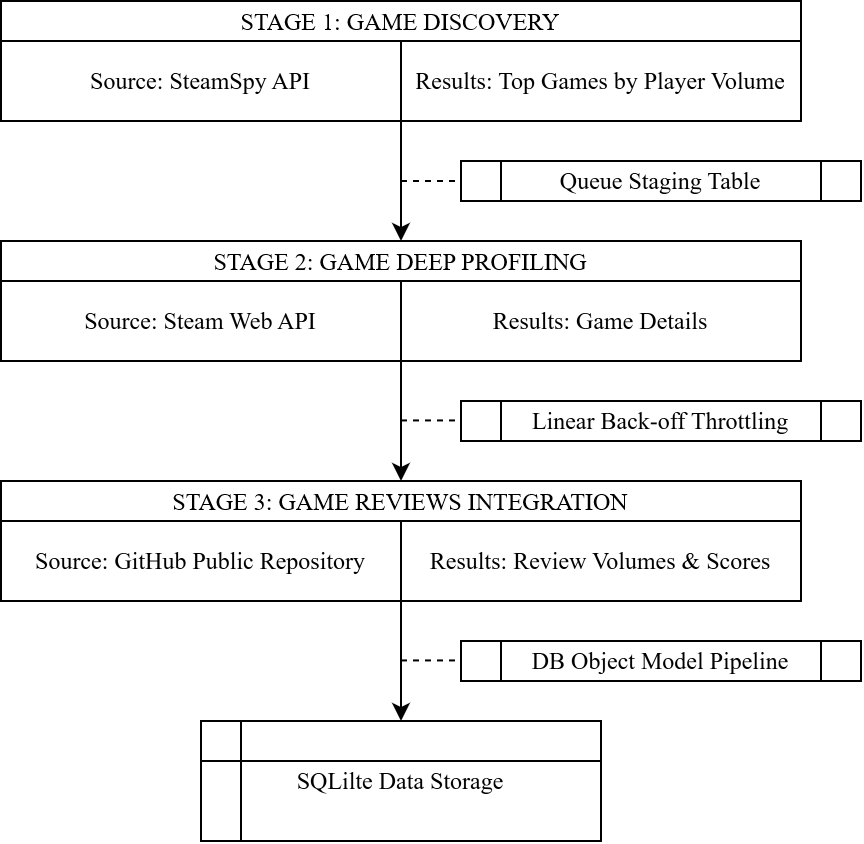 STAGE 1: GAME DISCOVERY
Source: SteamSpy API
Results: Top Games by Player Volume
Queue Staging Table
STAGE 2: GAME DEEP PROFILING
Source: Steam Web API
Results: Game Details
Linear Back-off Throttling
STAGE 3: GAME REVIEWS INTEGRATION
Source: GitHub Public Repository
Results: Review Volumes & Scores
DB Object Model Pipeline
SQLilte Data Storage